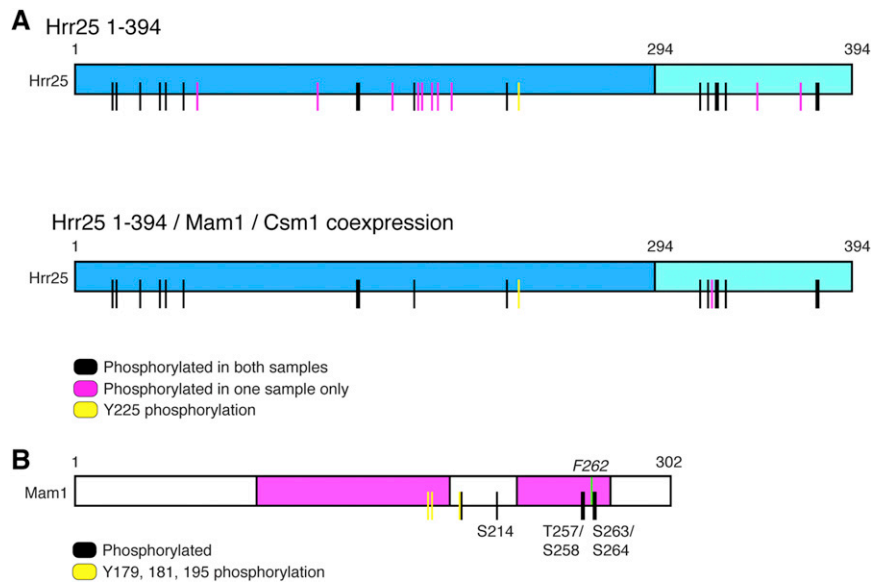 A
Hrr25 1-394
1 294 394
Hrr25
Hrr25 1-394 / Mam1 / Csm1 coexpression
1 294 394
Hrr25
Phosphorylated in both samples
Phosphorylated in one sample only
Y225 phosphorylation
B
1 F262 302
Mam1
S214 T257/ S263/
S258 S264
Phosphorylated
Y179, 181, 195 phosphorylation